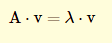 A · v = λ · v